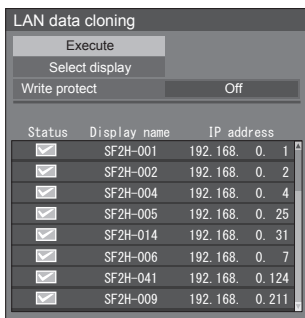 LAN data cloning
Execute
Select display
Write protect Off
Status Display name IP address
SF2H-001 192.168. 0. 1
SF2H-002 192.168. 0. 2
SF2H-004 192.168. 0. 4
SF2H-005 192.168. 0. 25
SF2H-014 192.168. 0. 31
SF2H-006 192.168. 0. 7
SF2H-041 192.168. 0.124
SF2H-009 192.168. 0.211